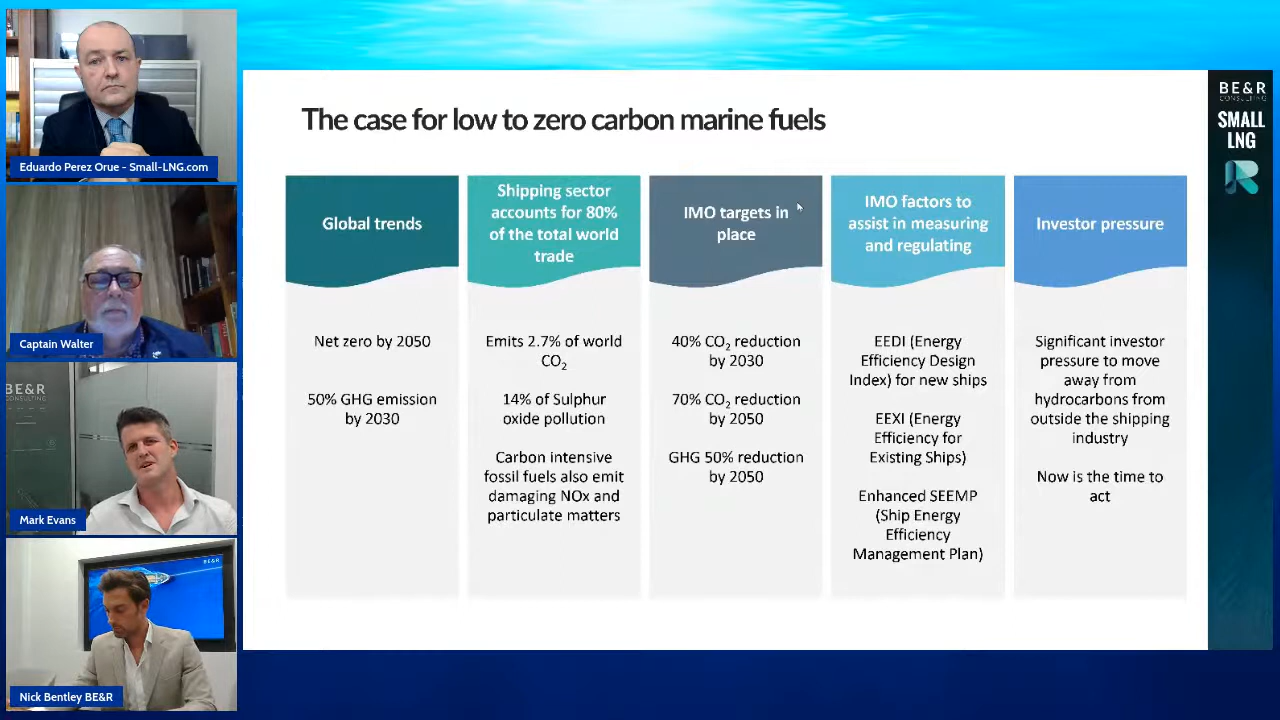 Eduardo Perez Orue – Small-LNG.com
Captain Walter
BE&R
CONSULTING
Mark Evans
BE&R
Nick Bentley BE&R
The case for low to zero carbon marine fuels
Global trends
Net zero by 2050
50% GHG emission
by 2030
Shipping sector
accounts for 80%
of the total world
trade
Emits 2.7% of world
CO2
14% of Sulphur
oxide pollution
Carbon intensive
fossil fuels also emit
damaging NOx and
particulate matters
IMO targets in
place
40% CO2 reduction
by 2030
70% CO2 reduction
by 2050
GHG 50% reduction
by 2050
IMO factors to
assist in measuring
and regulating
EEDI (Energy
Efficiency Design
Index) for new ships
EEXI (Energy
Efficiency for
Existing Ships)
Enhanced SEEMP
(Ship Energy
Efficiency
Management Plan)
Investor pressure
Significant investor
pressure to move
away from
hydrocarbons from
outside the shipping
industry
Now is the time to
act
BE&R
CONSULTING
SMALL
LNG